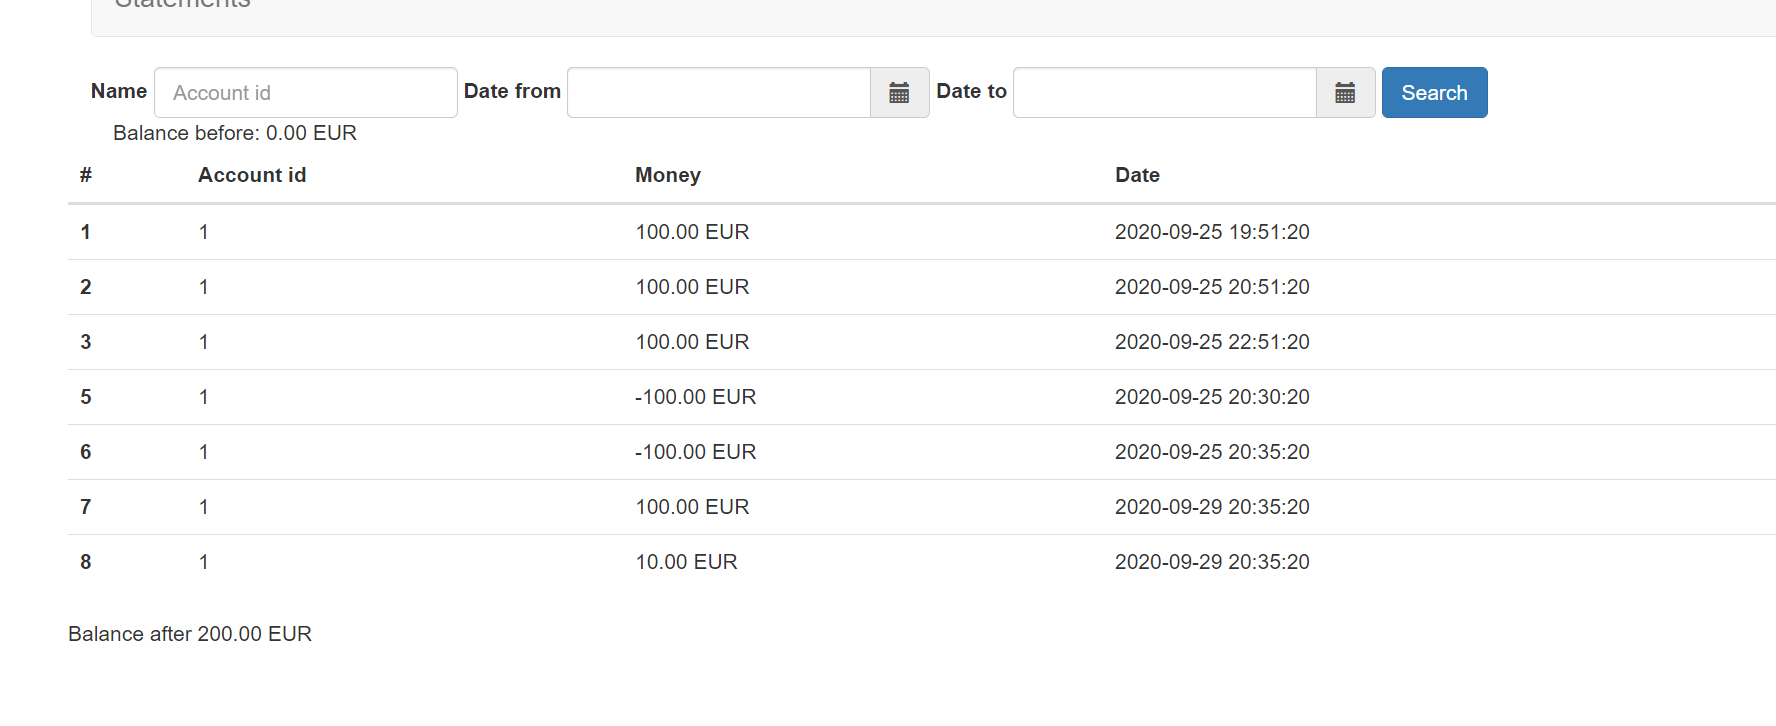 Statements
Name Account id Date from Date to Search
Balance before: 0.00 EUR
# Account id Money Date
1 1 100.00 EUR 2020-09-25 19:51:20
2 1 100.00 EUR 2020-09-25 20:51:20
3 1 100.00 EUR 2020-09-25 22:51:20
5 1 -100.00 EUR 2020-09-25 20:30:20
6 1 -100.00 EUR 2020-09-25 20:35:20
7 1 100.00 EUR 2020-09-29 20:35:20
8 1 10.00 EUR 2020-09-29 20:35:20
Balance after 200.00 EUR